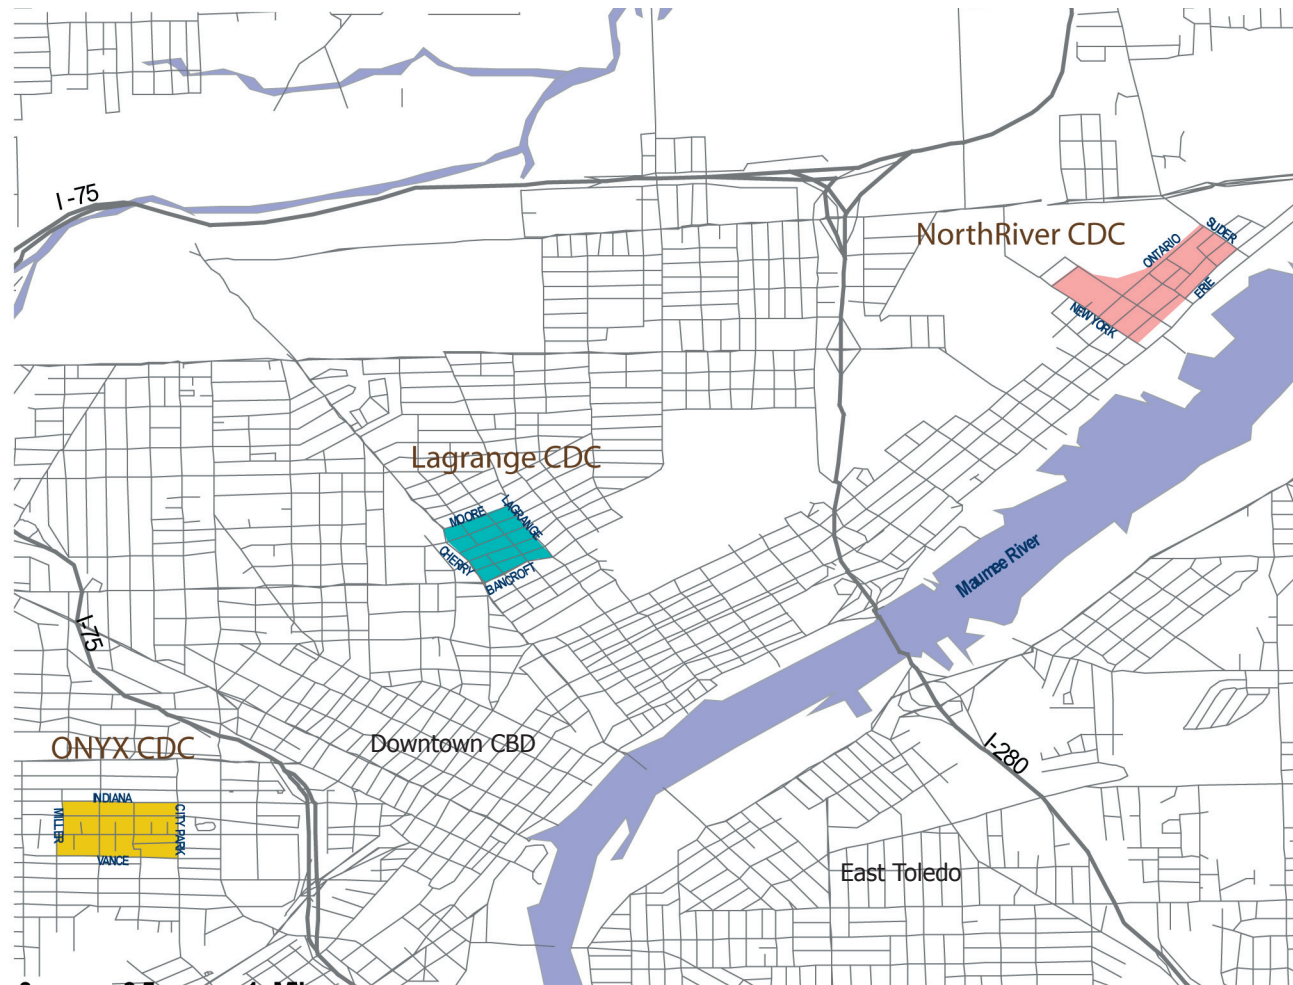 I -75
NorthRiver CDC
SUDER
ONTARIO
ERIE
NEW YORK
Lagrange CDC
MOORE
LAGRANGE
CHERRY
BANCROFT
Maumee River
I-75
ONYX CDC
Downtown CBD
I-280
INDIANA
MILLER
CITY PARK
VANCE
East Toledo